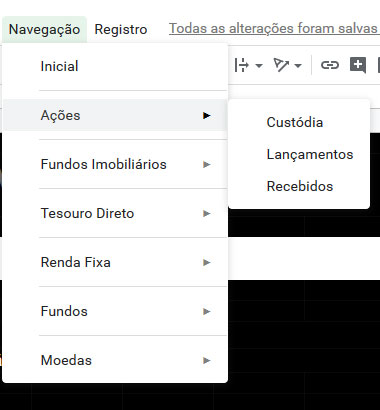 Navegação Registro Todas as alterações foram salvas
Inicial
Ações
Custódia
Lançamentos
Recebidos
Fundos Imobiliários
Tesouro Direto
Renda Fixa
Fundos
Moedas